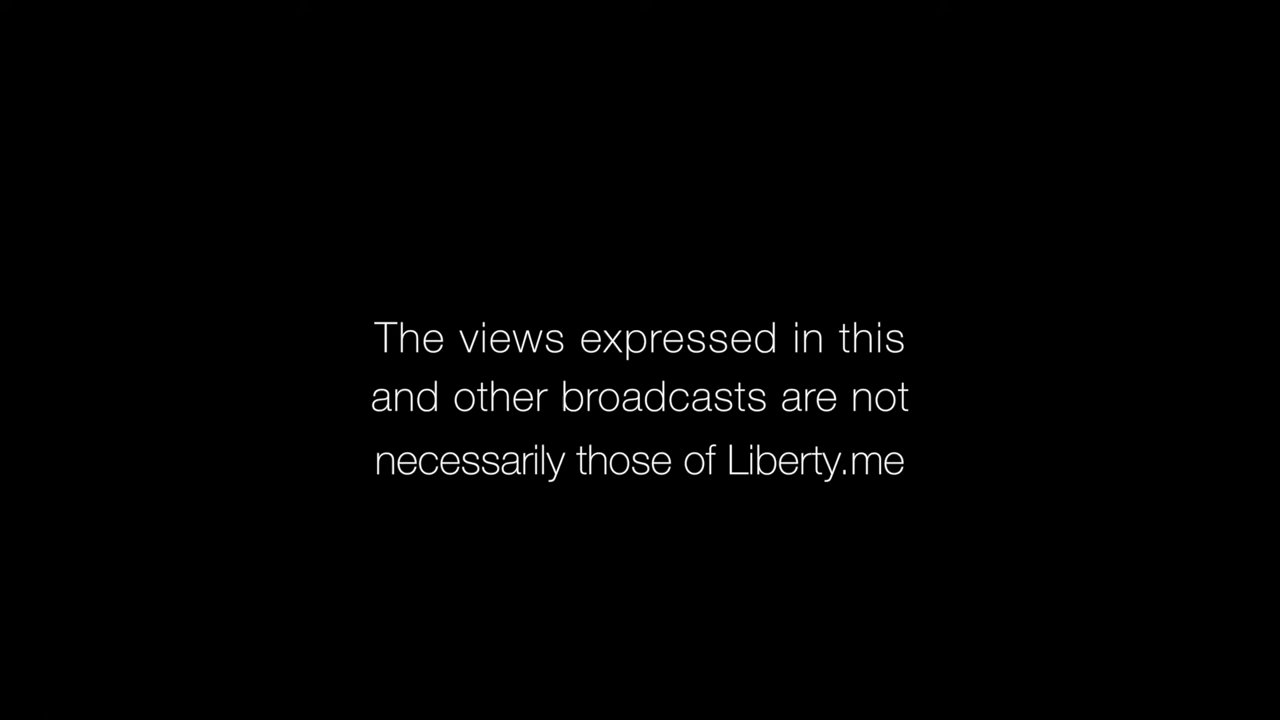 The views expressed in this
and other broadcasts are not
necessarily those of Liberty.me